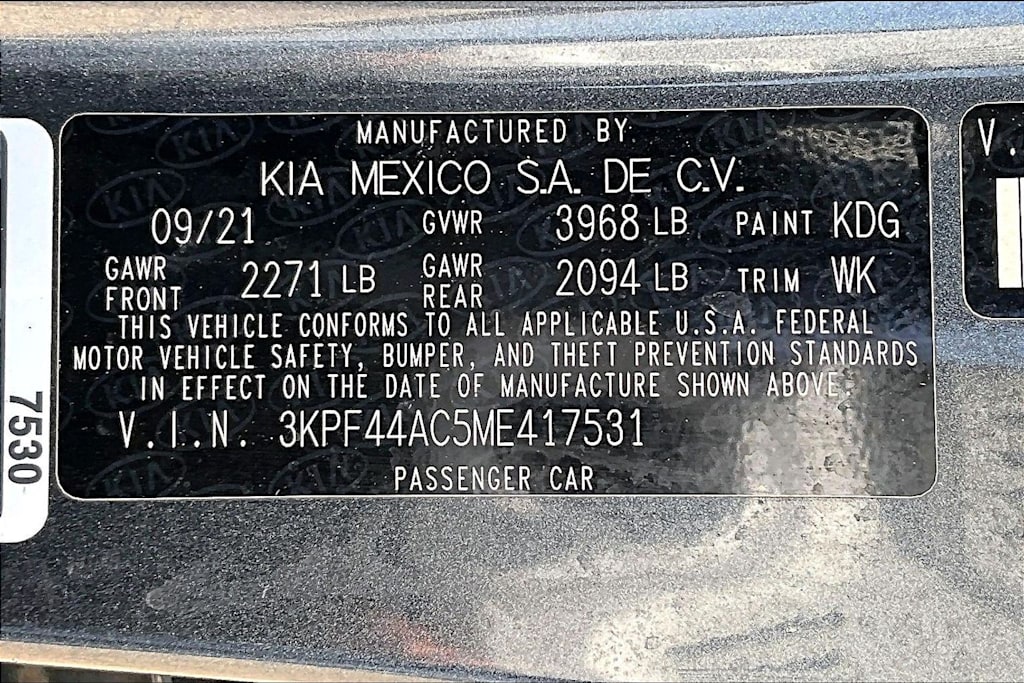 MANUFACTURED BY
KIA MEXICO S.A. DE C.V.
09/21 GVWR 3968 LB PAINT KDG
GAWR FRONT 2271 LB GAWR REAR 2094 LB TRIM WK
THIS VEHICLE CONFORMS TO ALL APPLICABLE U.S.A. FEDERAL
MOTOR VEHICLE SAFETY, BUMPER, AND THEFT PREVENTION STANDARDS
IN EFFECT ON THE DATE OF MANUFACTURE SHOWN ABOVE.
V.I.N. 3KPF44AC5ME417531
PASSENGER CAR
7530
V.